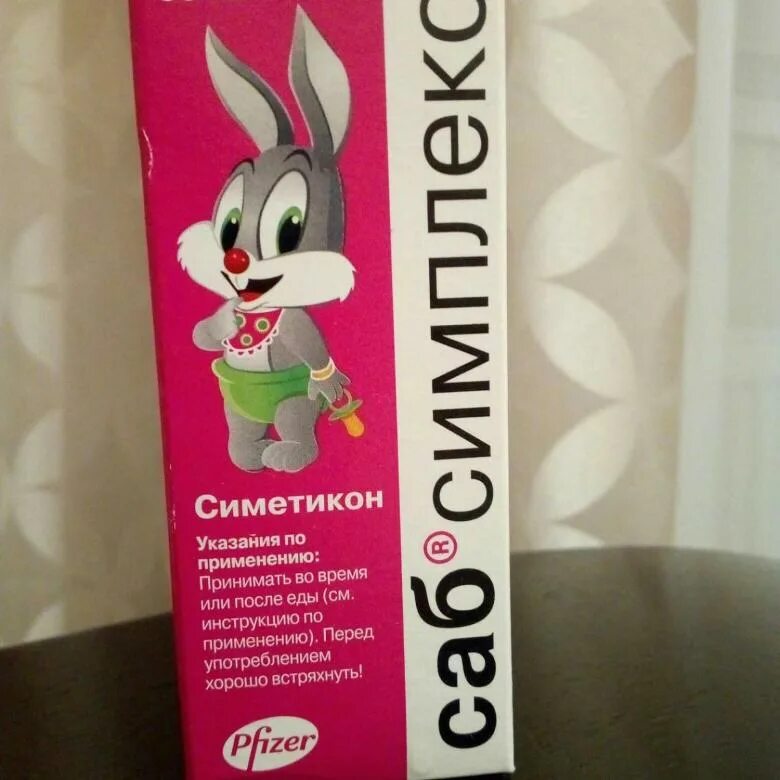 Симетикон
Указания по
применению:
Принимать во время
или после еды (см.
инструкцию по
применению). Перед
употреблением
хорошо встряхнуть!
Pfizer
саб® симплекс